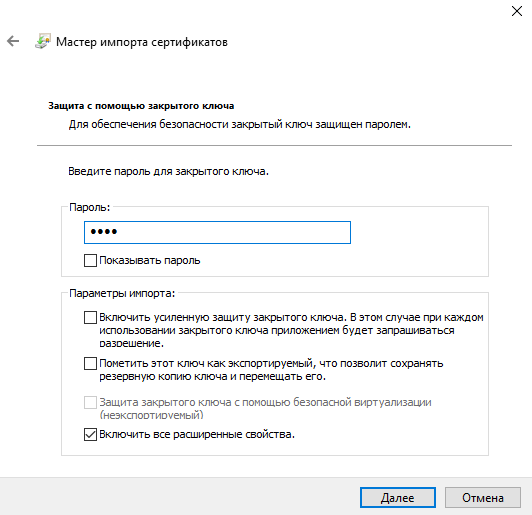 Мастер импорта сертификатов
Защита с помощью закрытого ключа
Для обеспечения безопасности закрытый ключ защищен паролем.
Введите пароль для закрытого ключа.
Пароль:
••••
Показывать пароль
Параметры импорта:
Включить усиленную защиту закрытого ключа. В этом случае при каждом
использовании закрытого ключа приложением будет запрашиваться
разрешение.
Пометить этот ключ как экспортируемый, что позволит сохранять
резервную копию ключа и перемещать его.
Защита закрытого ключа с помощью безопасной виртуализации
(неэкспортируемый)
Включить все расширенные свойства.
Далее
Отмена